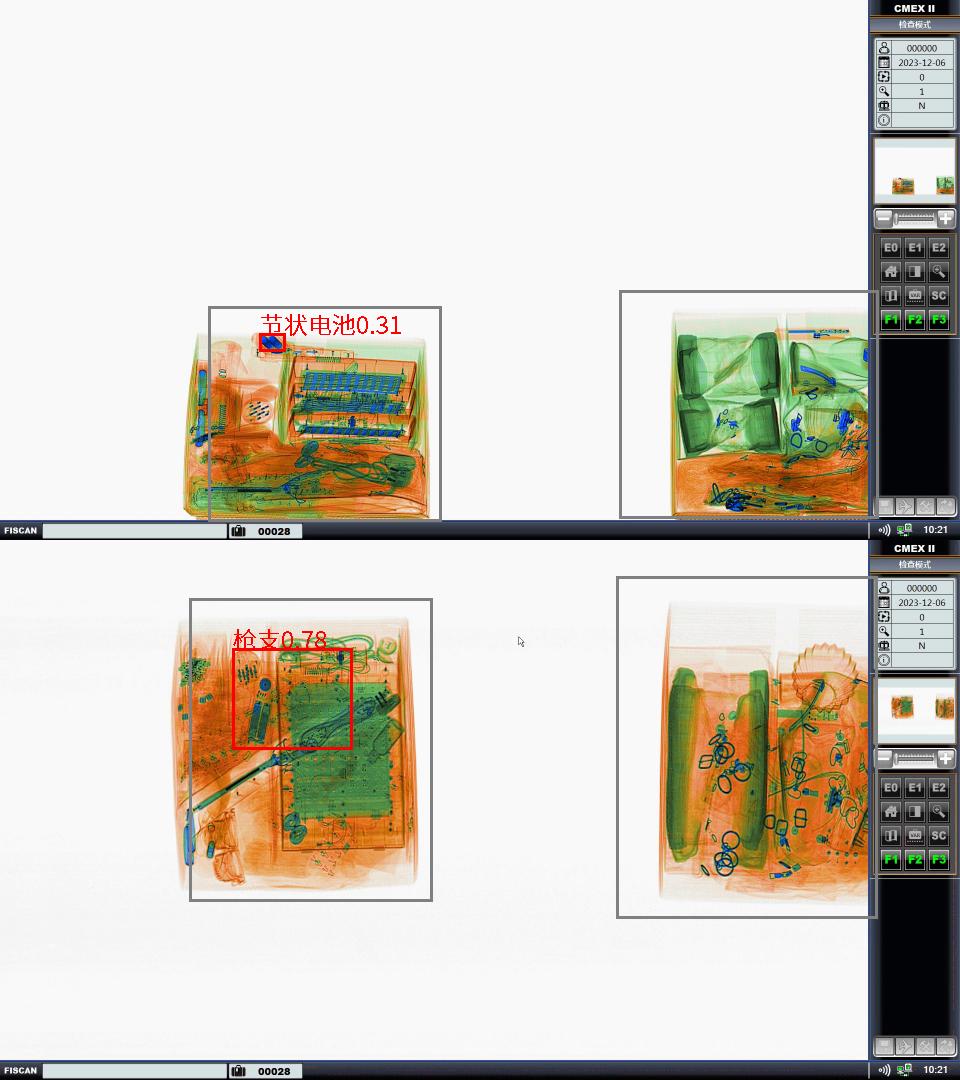 CMEX II
检查模式
000000
2023-12-06
0
1
N
E0 E1 E2
SC
F1 F2 F3
节状电池0.31
FISCAN
00028
10:21
CMEX II
检查模式
000000
2023-12-06
0
1
N
E0 E1 E2
SC
F1 F2 F3
枪支0.78
FISCAN
00028
10:21